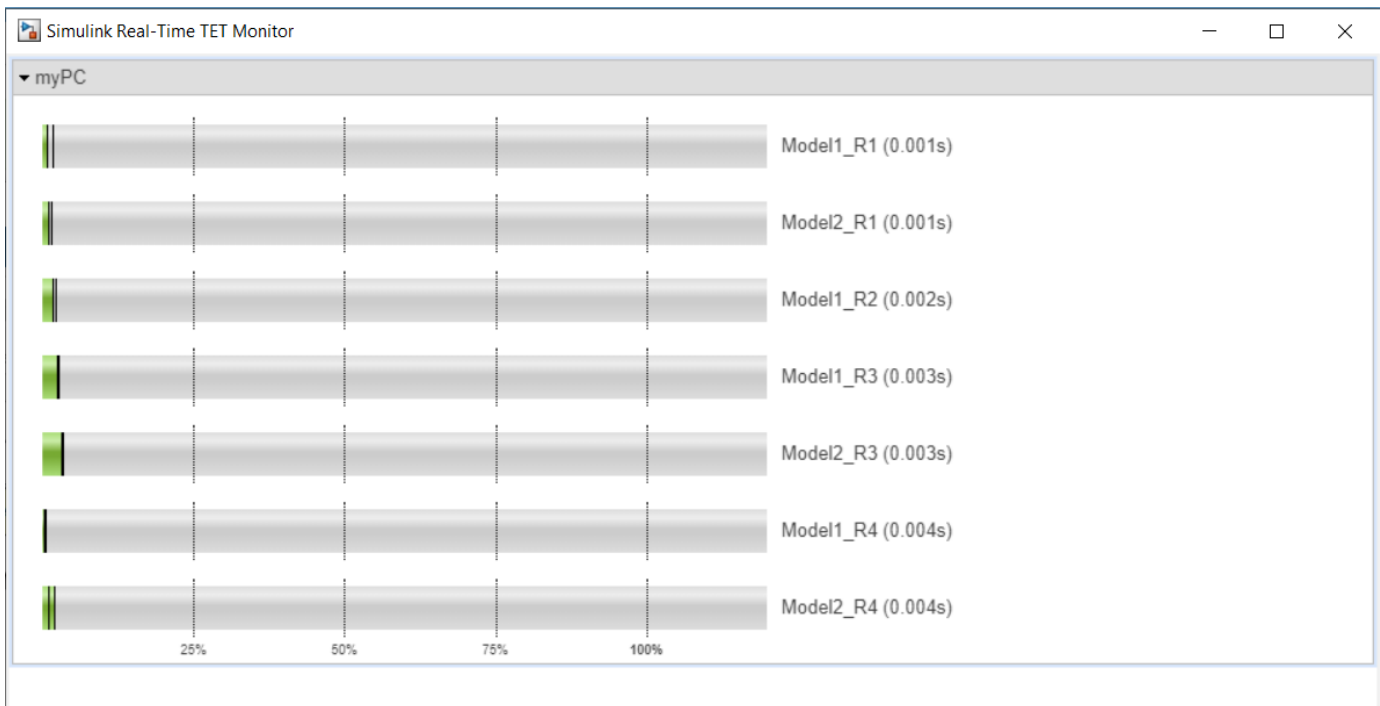 Simulink Real-Time TET Monitor
myPC
Model1_R1 (0.001s)
Model2_R1 (0.001s)
Model1_R2 (0.002s)
Model1_R3 (0.003s)
Model2_R3 (0.003s)
Model1_R4 (0.004s)
Model2_R4 (0.004s)
25% 50% 75% 100%